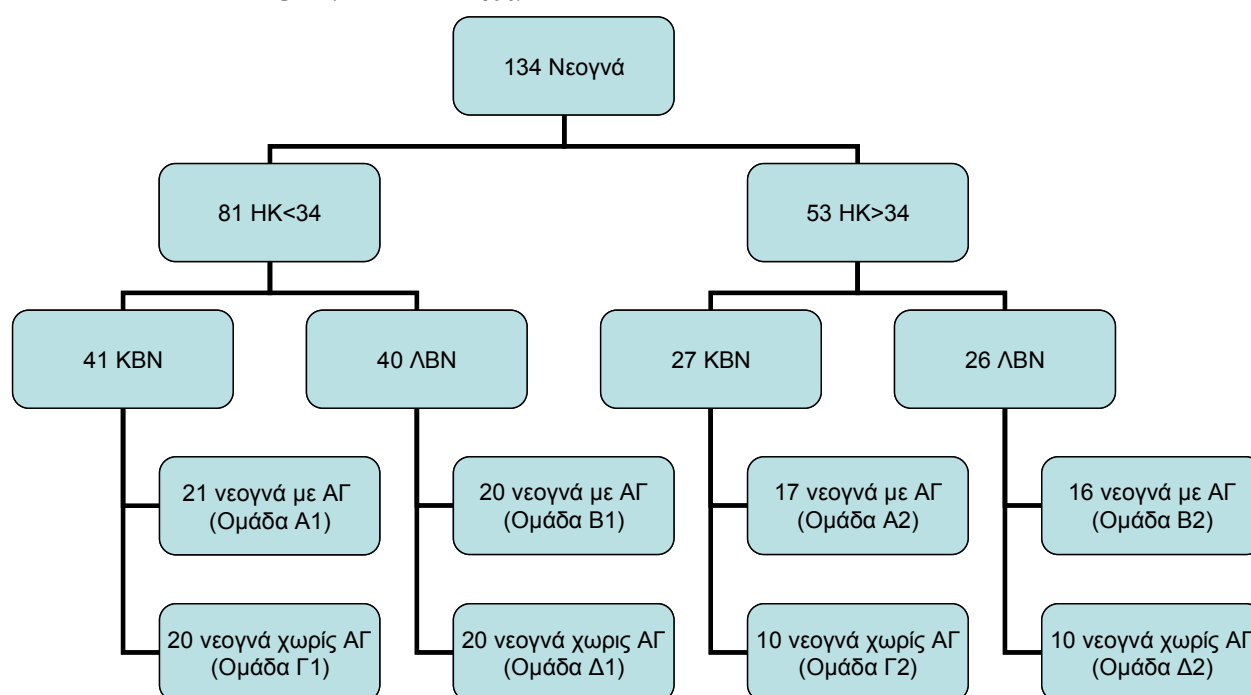 134 Νεογνά
81 ΗΚ<34
53 ΗΚ>34
41 ΚΒΝ
40 ΛΒΝ
27 ΚΒΝ
26 ΛΒΝ
21 νεογνά με ΑΓ
(Ομάδα Α1)
20 νεογνά με ΑΓ
(Ομάδα Β1)
17 νεογνά με ΑΓ
(Ομάδα Α2)
16 νεογνά με ΑΓ
(Ομάδα Β2)
20 νεογνά χωρίς ΑΓ
(Ομάδα Γ1)
20 νεογνά χωρις ΑΓ
(Ομάδα Δ1)
10 νεογνά χωρίς ΑΓ
(Ομάδα Γ2)
10 νεογνά χωρίς ΑΓ
(Ομάδα Δ2)